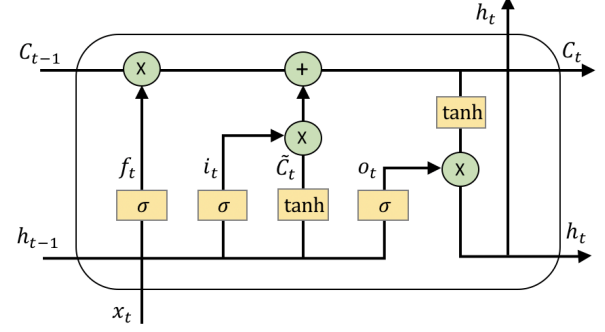 h_t
C_{t-1}
C_t
x
+
tanh
x
x
f_t
i_t
C̃_t
o_t
σ
σ
tanh
σ
h_{t-1}
h_t
x_t